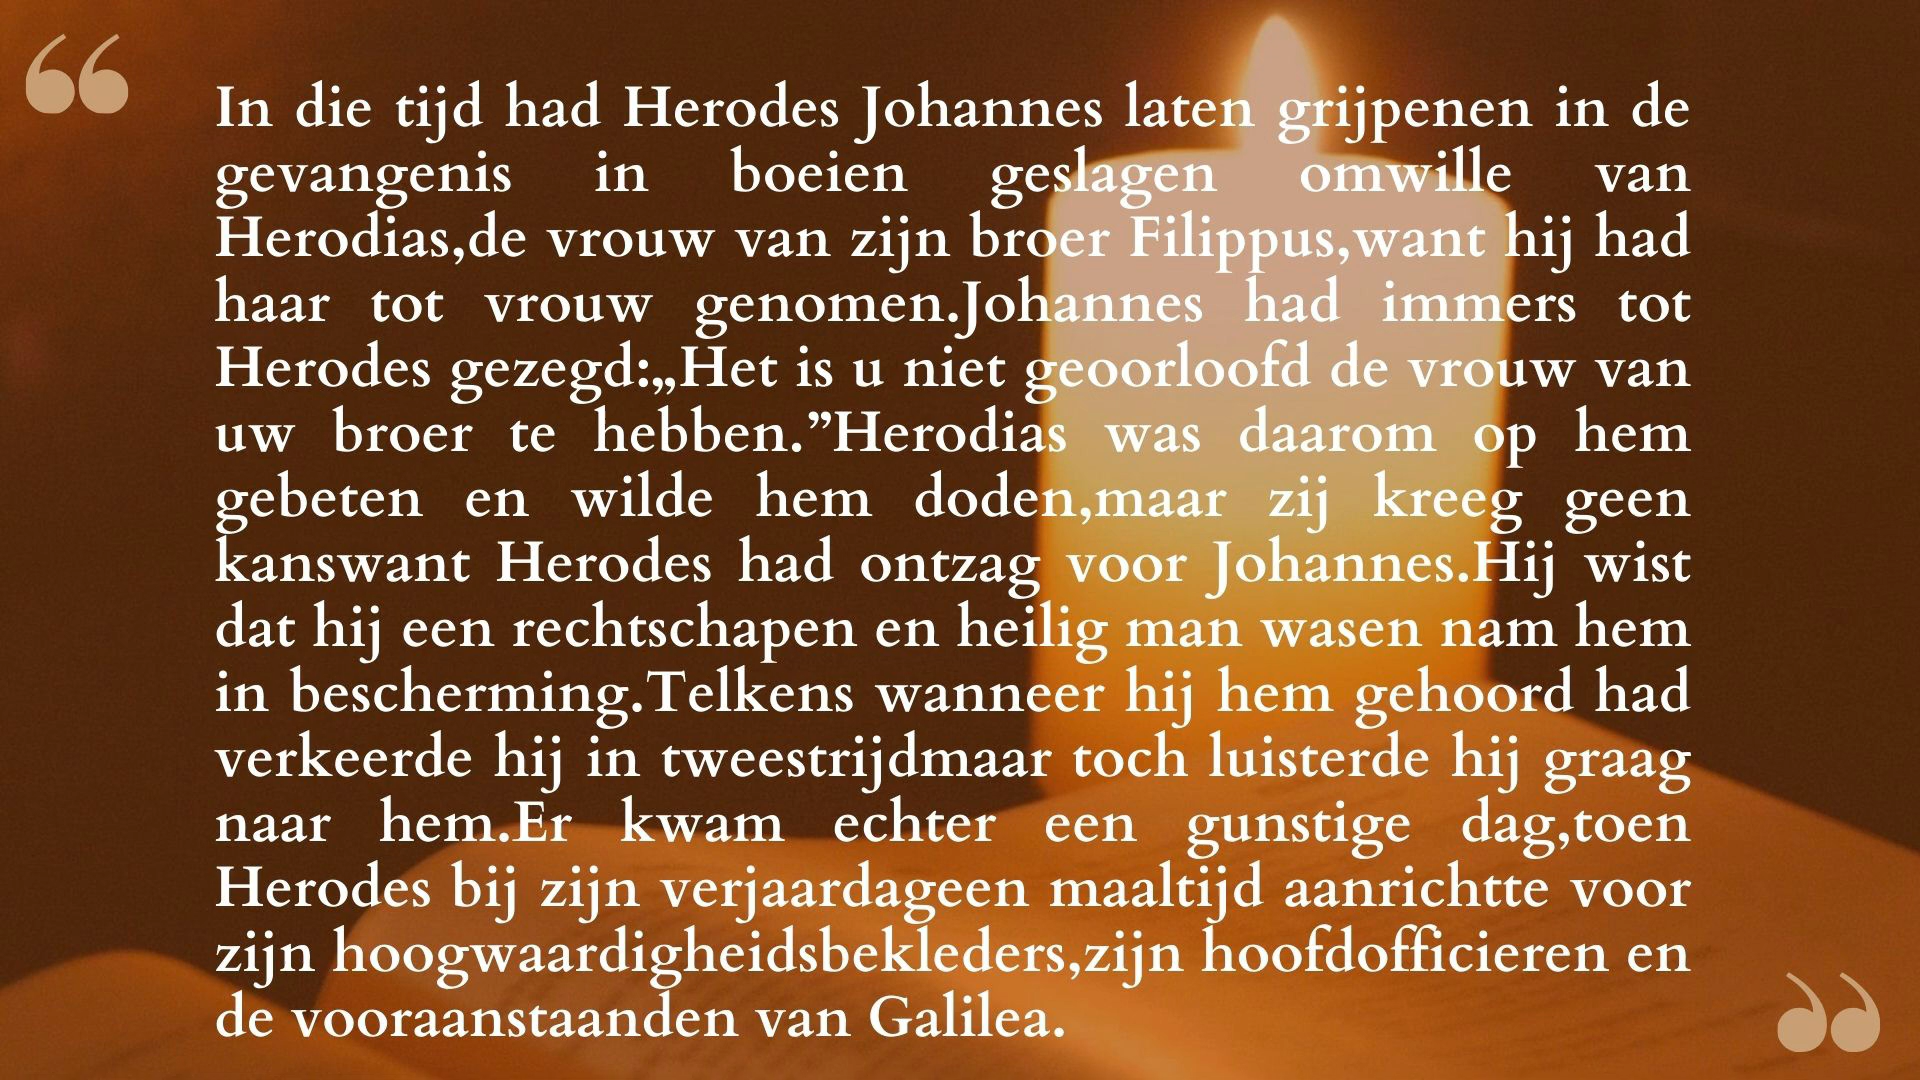 In die tijd had Herodes Johannes laten grijpenen in de
gevangenis in boeien geslagen omwille van
Herodias,de vrouw van zijn broer Filippus,want hij had
haar tot vrouw genomen.Johannes had immers tot
Herodes gezegd:„Het is u niet geoorloofd de vrouw van
uw broer te hebben.”Herodias was daarom op hem
gebeten en wilde hem doden,maar zij kreeg geen
kanswant Herodes had ontzag voor Johannes.Hij wist
dat hij een rechtschapen en heilig man wasen nam hem
in bescherming.Telkens wanneer hij hem gehoord had
verkeerde hij in tweestrijdmaar toch luisterde hij graag
naar hem.Er kwam echter een gunstige dag,toen
Herodes bij zijn verjaardageen maaltijd aanrichtte voor
zijn hoogwaardigheidsbekleders,zijn hoofdofficieren en
de vooraanstaanden van Galilea.